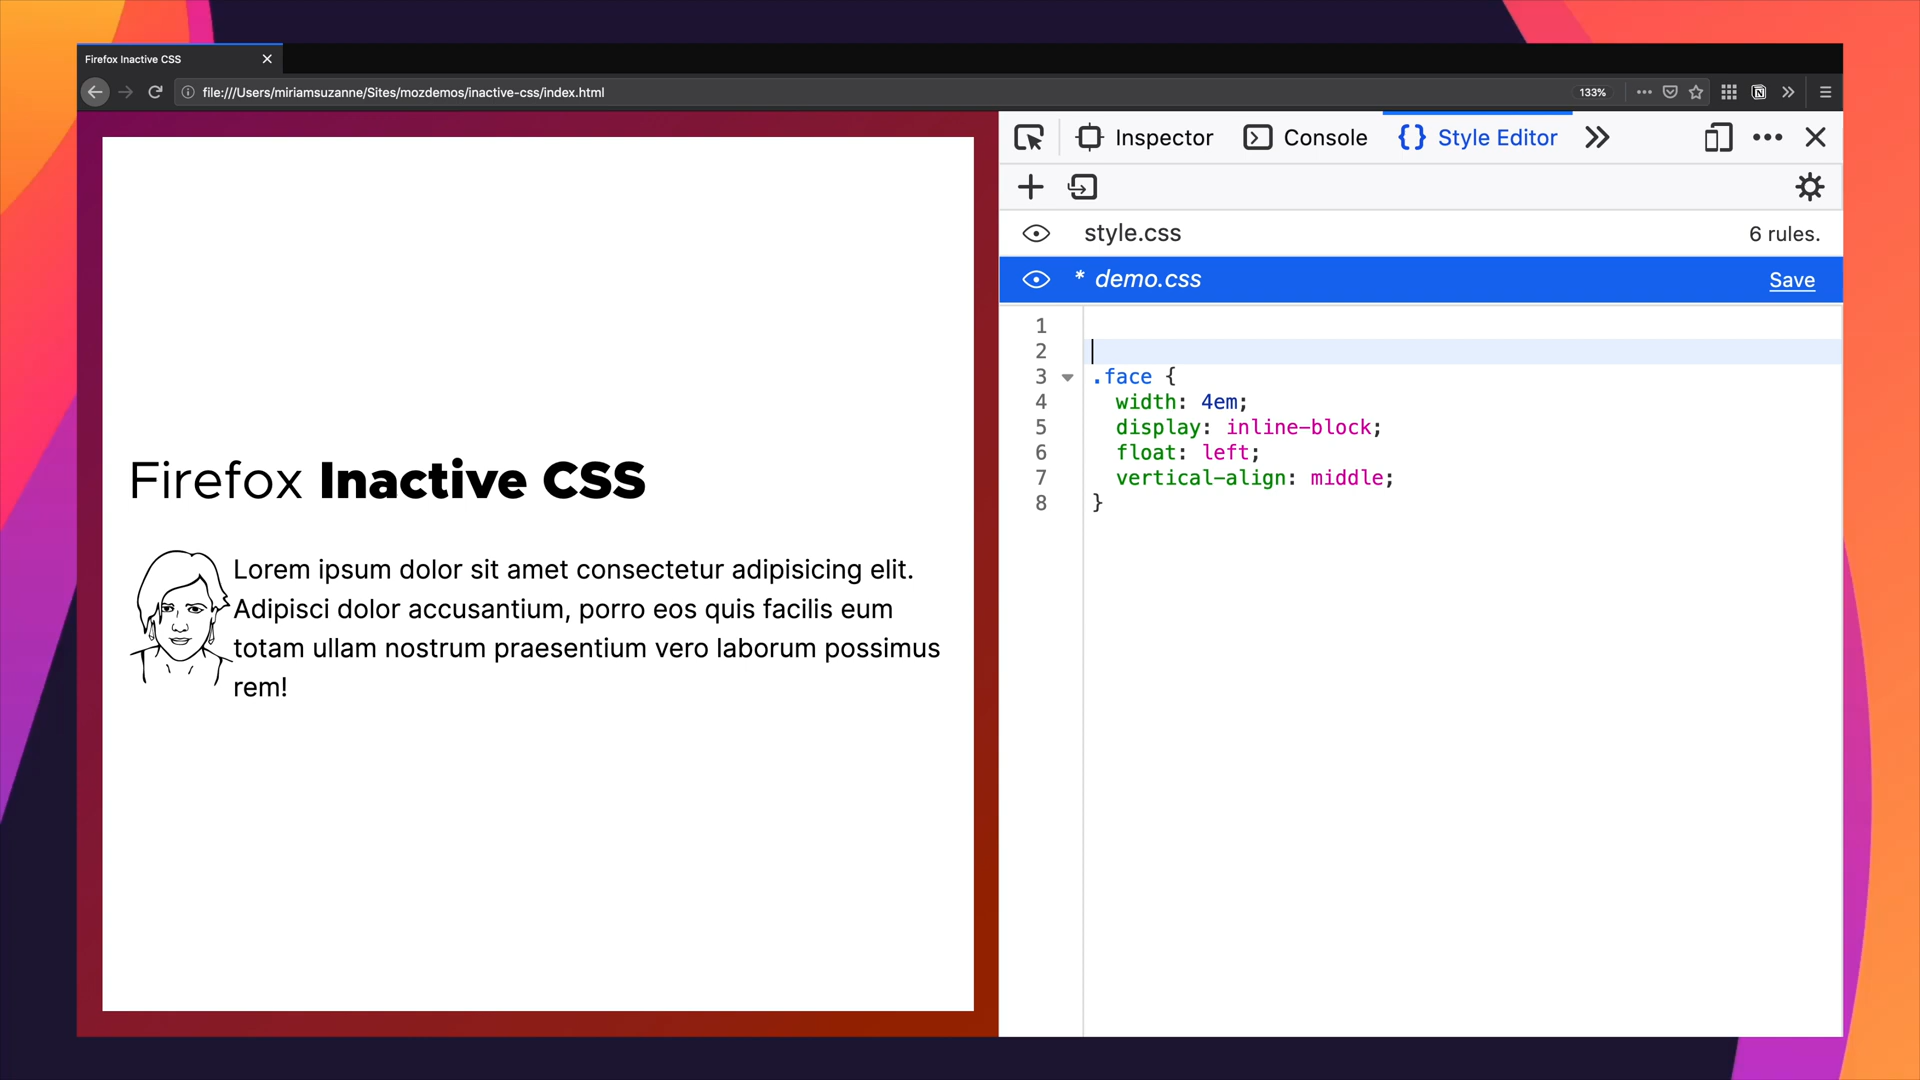 Firefox Inactive CSS
file:///Users/miriamsuzanne/Sites/mozdemos/inactive-css/index.html
133%
Firefox Inactive CSS
Lorem ipsum dolor sit amet consectetur adipisicing elit.
Adipisci dolor accusantium, porro eos quis facilis eum
totam ullam nostrum praesentium vero laborum possimus
rem!
Inspector
Console
{} Style Editor
style.css
6 rules.
* demo.css
Save
1
2
3 .face {
4 width: 4em;
5 display: inline-block;
6 float: left;
7 vertical-align: middle;
8 }